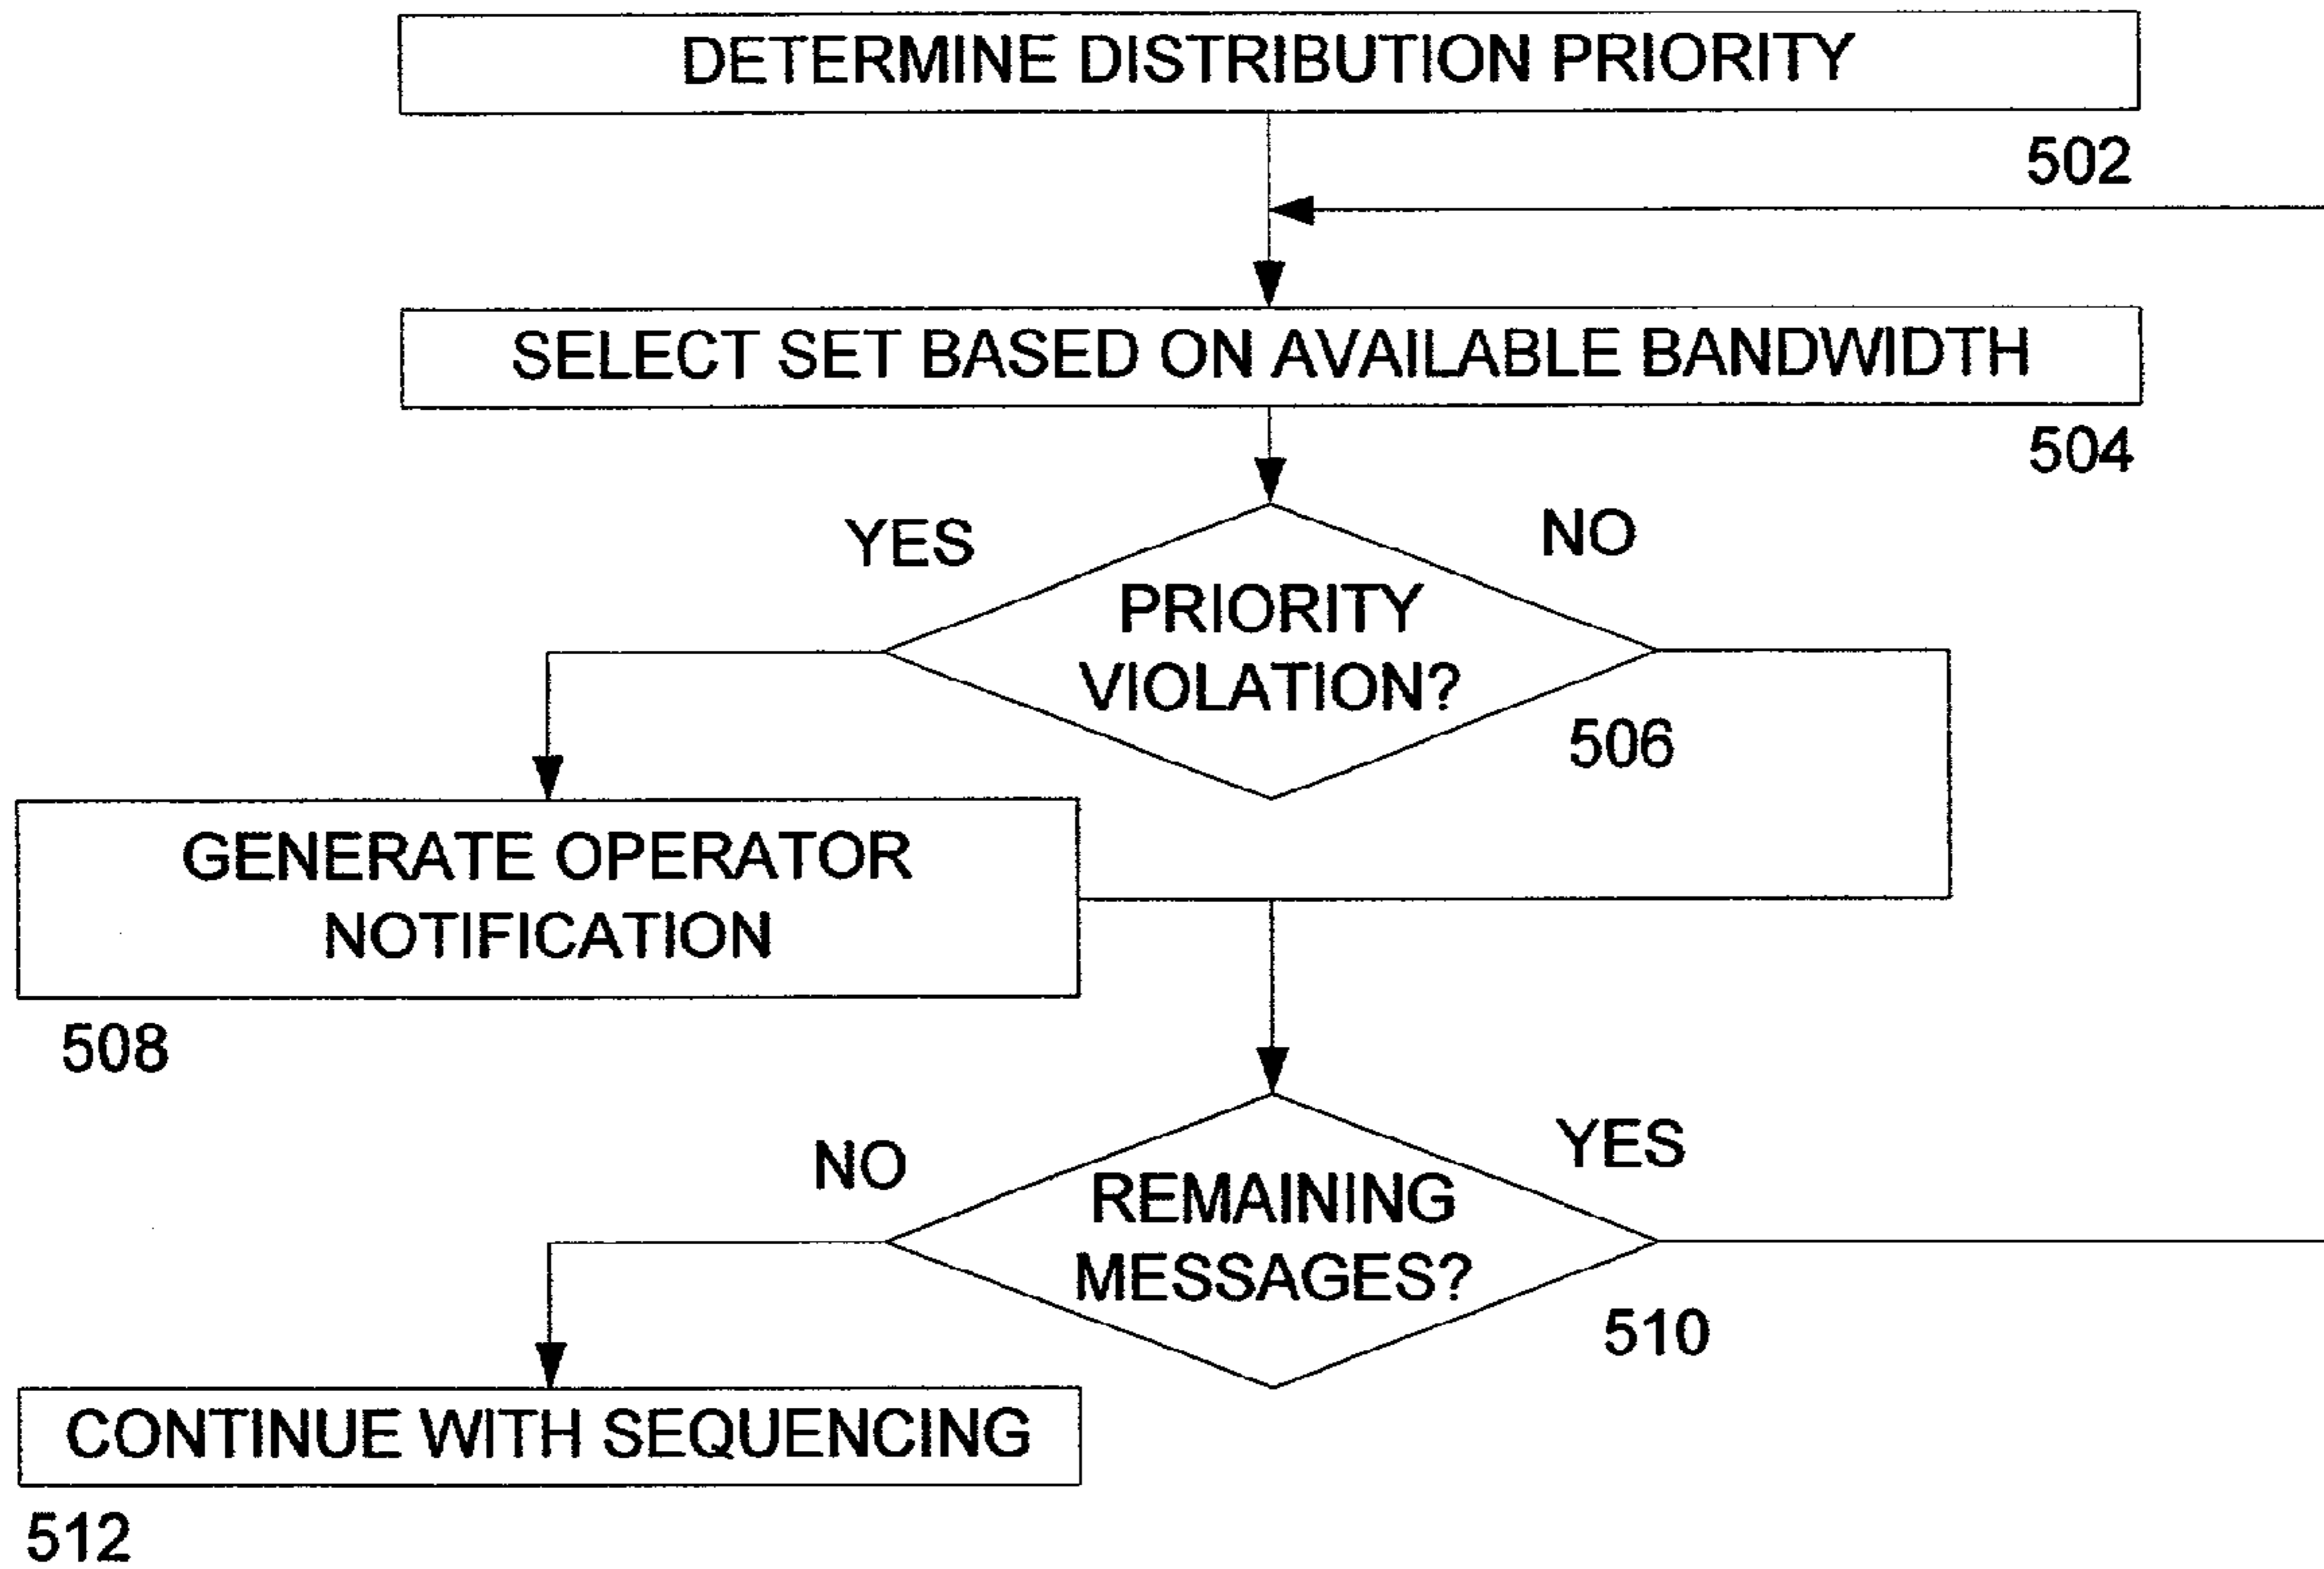 DETERMINE DISTRIBUTION PRIORITY
502
SELECT SET BASED ON AVAILABLE BANDWIDTH
504
YES
NO
PRIORITY
VIOLATION?
506
GENERATE OPERATOR
NOTIFICATION
508
NO
YES
REMAINING
MESSAGES?
510
CONTINUE WITH SEQUENCING
512